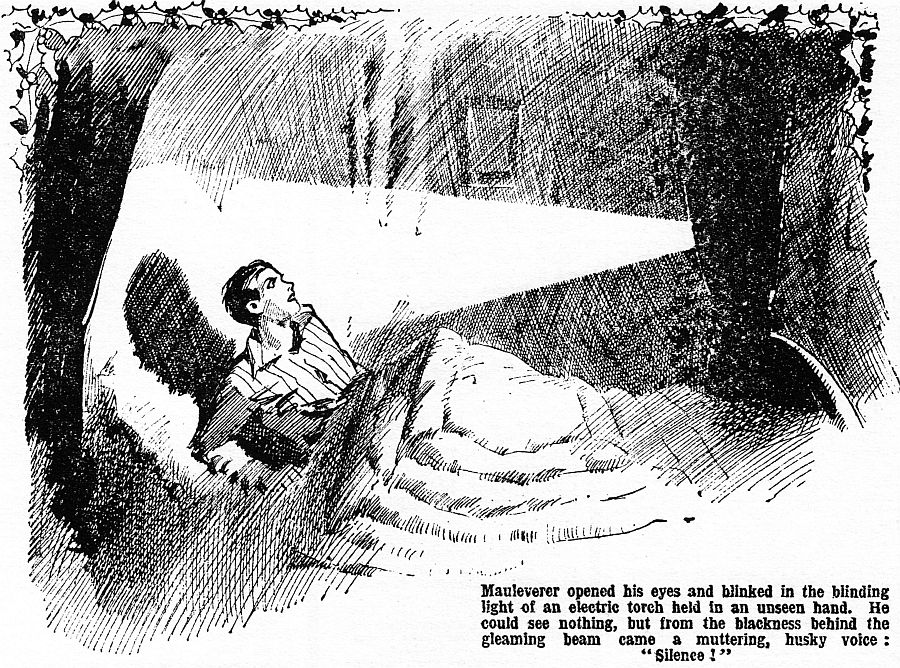 Mauleverer opened his eyes and blinked in the blinding
light of an electric torch held in an unseen hand. He
could see nothing, but from the blackness behind the
gleaming beam came a muttering, husky voice :
“Silence !”